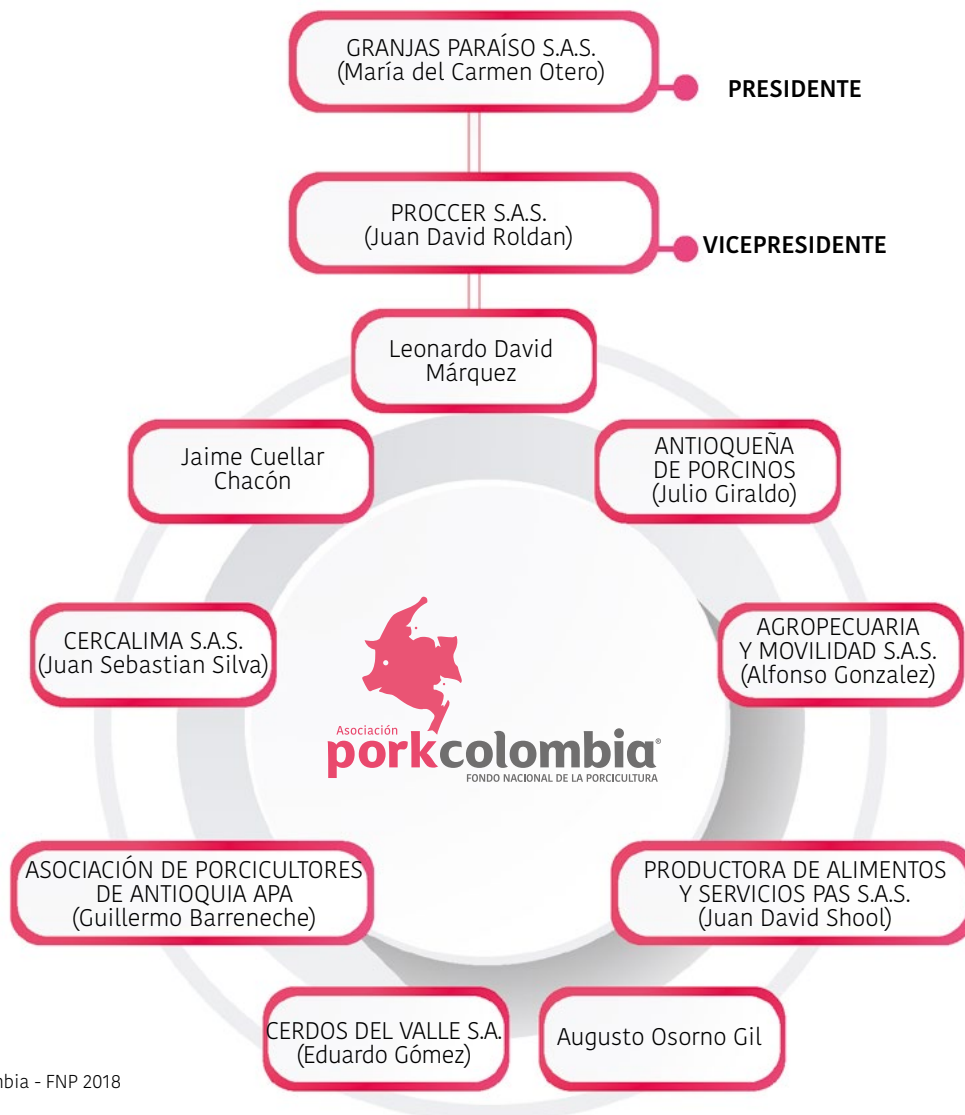 GRANJAS PARAÍSO S.A.S.
(María del Carmen Otero)
PRESIDENTE
PROCCER S.A.S.
(Juan David Roldan)
VICEPRESIDENTE
Leonardo David
Márquez
Jaime Cuellar
Chacón
ANTIOQUEÑA
DE PORCINOS
(Julio Giraldo)
CERCALIMA S.A.S.
(Juan Sebastian Silva)
AGROPECUARIA
Y MOVILIDAD S.A.S.
(Alfonso Gonzalez)
Asociación
porkcolombia®
FONDO NACIONAL DE LA PORCICULTURA
ASOCIACIÓN DE PORCICULTORES
DE ANTIOQUIA APA
(Guillermo Barreneche)
PRODUCTORA DE ALIMENTOS
Y SERVICIOS PAS S.A.S.
(Juan David Shool)
CERDOS DEL VALLE S.A.
(Eduardo Gómez)
Augusto Osorno Gil
mbia - FNP 2018